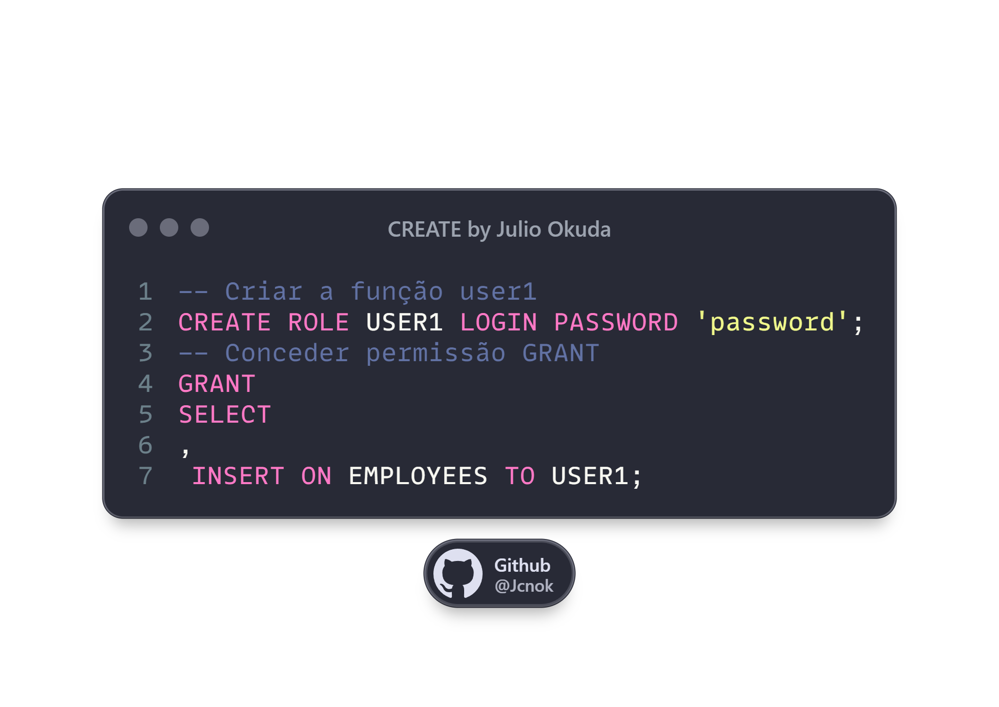 CREATE by Julio Okuda
1 -- Criar a função user1
2 CREATE ROLE USER1 LOGIN PASSWORD 'password';
3 -- Conceder permissão GRANT
4 GRANT
5 SELECT
6 ,
7 INSERT ON EMPLOYEES TO USER1;
Github
@Jcnok